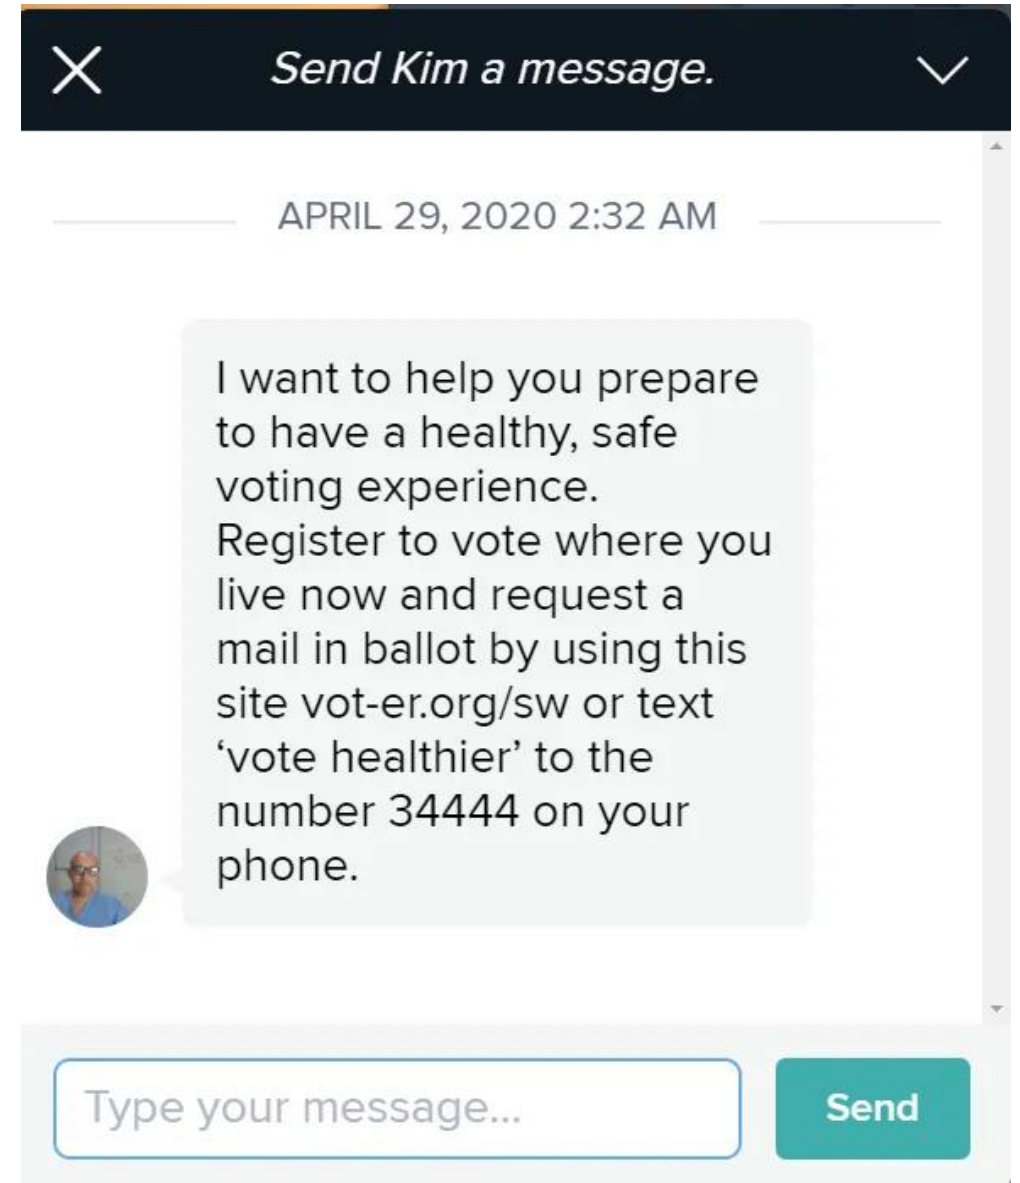 Send Kim a message.
APRIL 29, 2020 2:32 AM
I want to help you prepare
to have a healthy, safe
voting experience.
Register to vote where you
live now and request a
mail in ballot by using this
site vot-er.org/sw or text
‘vote healthier’ to the
number 34444 on your
phone.
Type your message...
Send